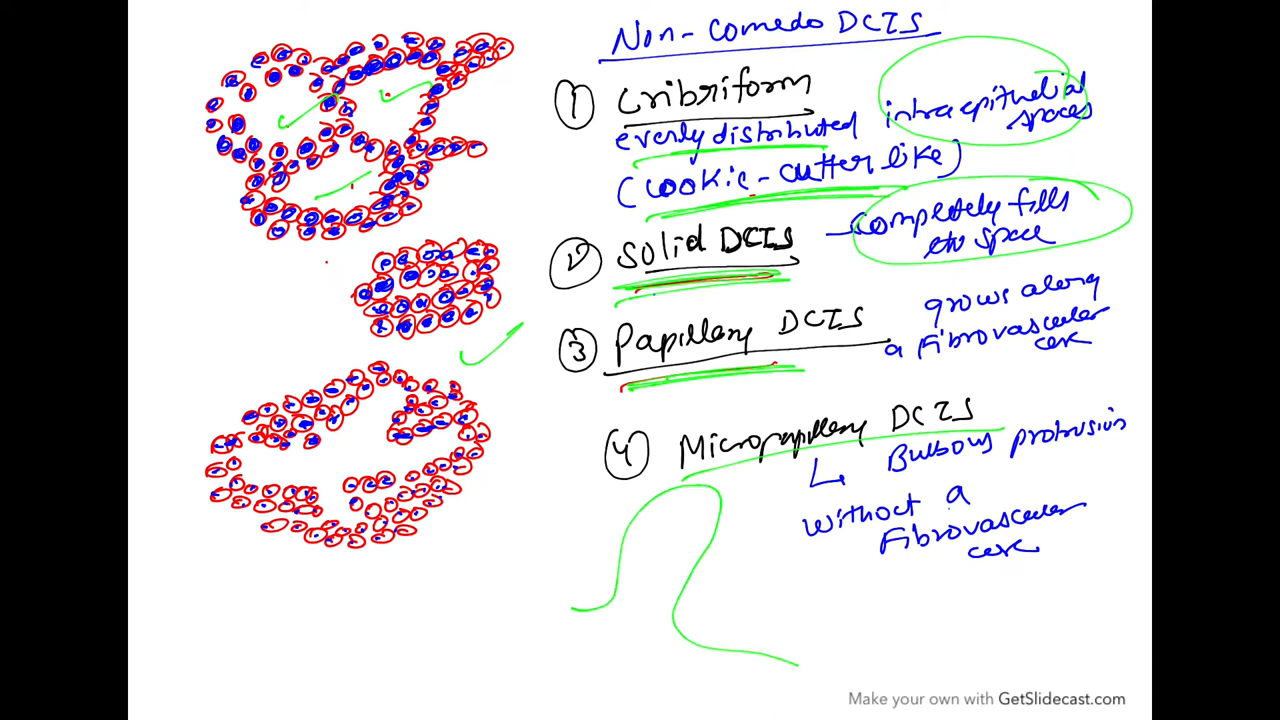 Non-Comedo DCIS
① Cribriform
evenly distributed intraepithelial spaces
(cookie-cutter like)
② Solid DCIS - completely fills the space
③ Papillary DCIS grows along
a Fibrovascular
core
④ Micropapillary DCIS
↳ Bulbous protrusion
without a
Fibrovascular
core
Make your own with GetSlidecast.com